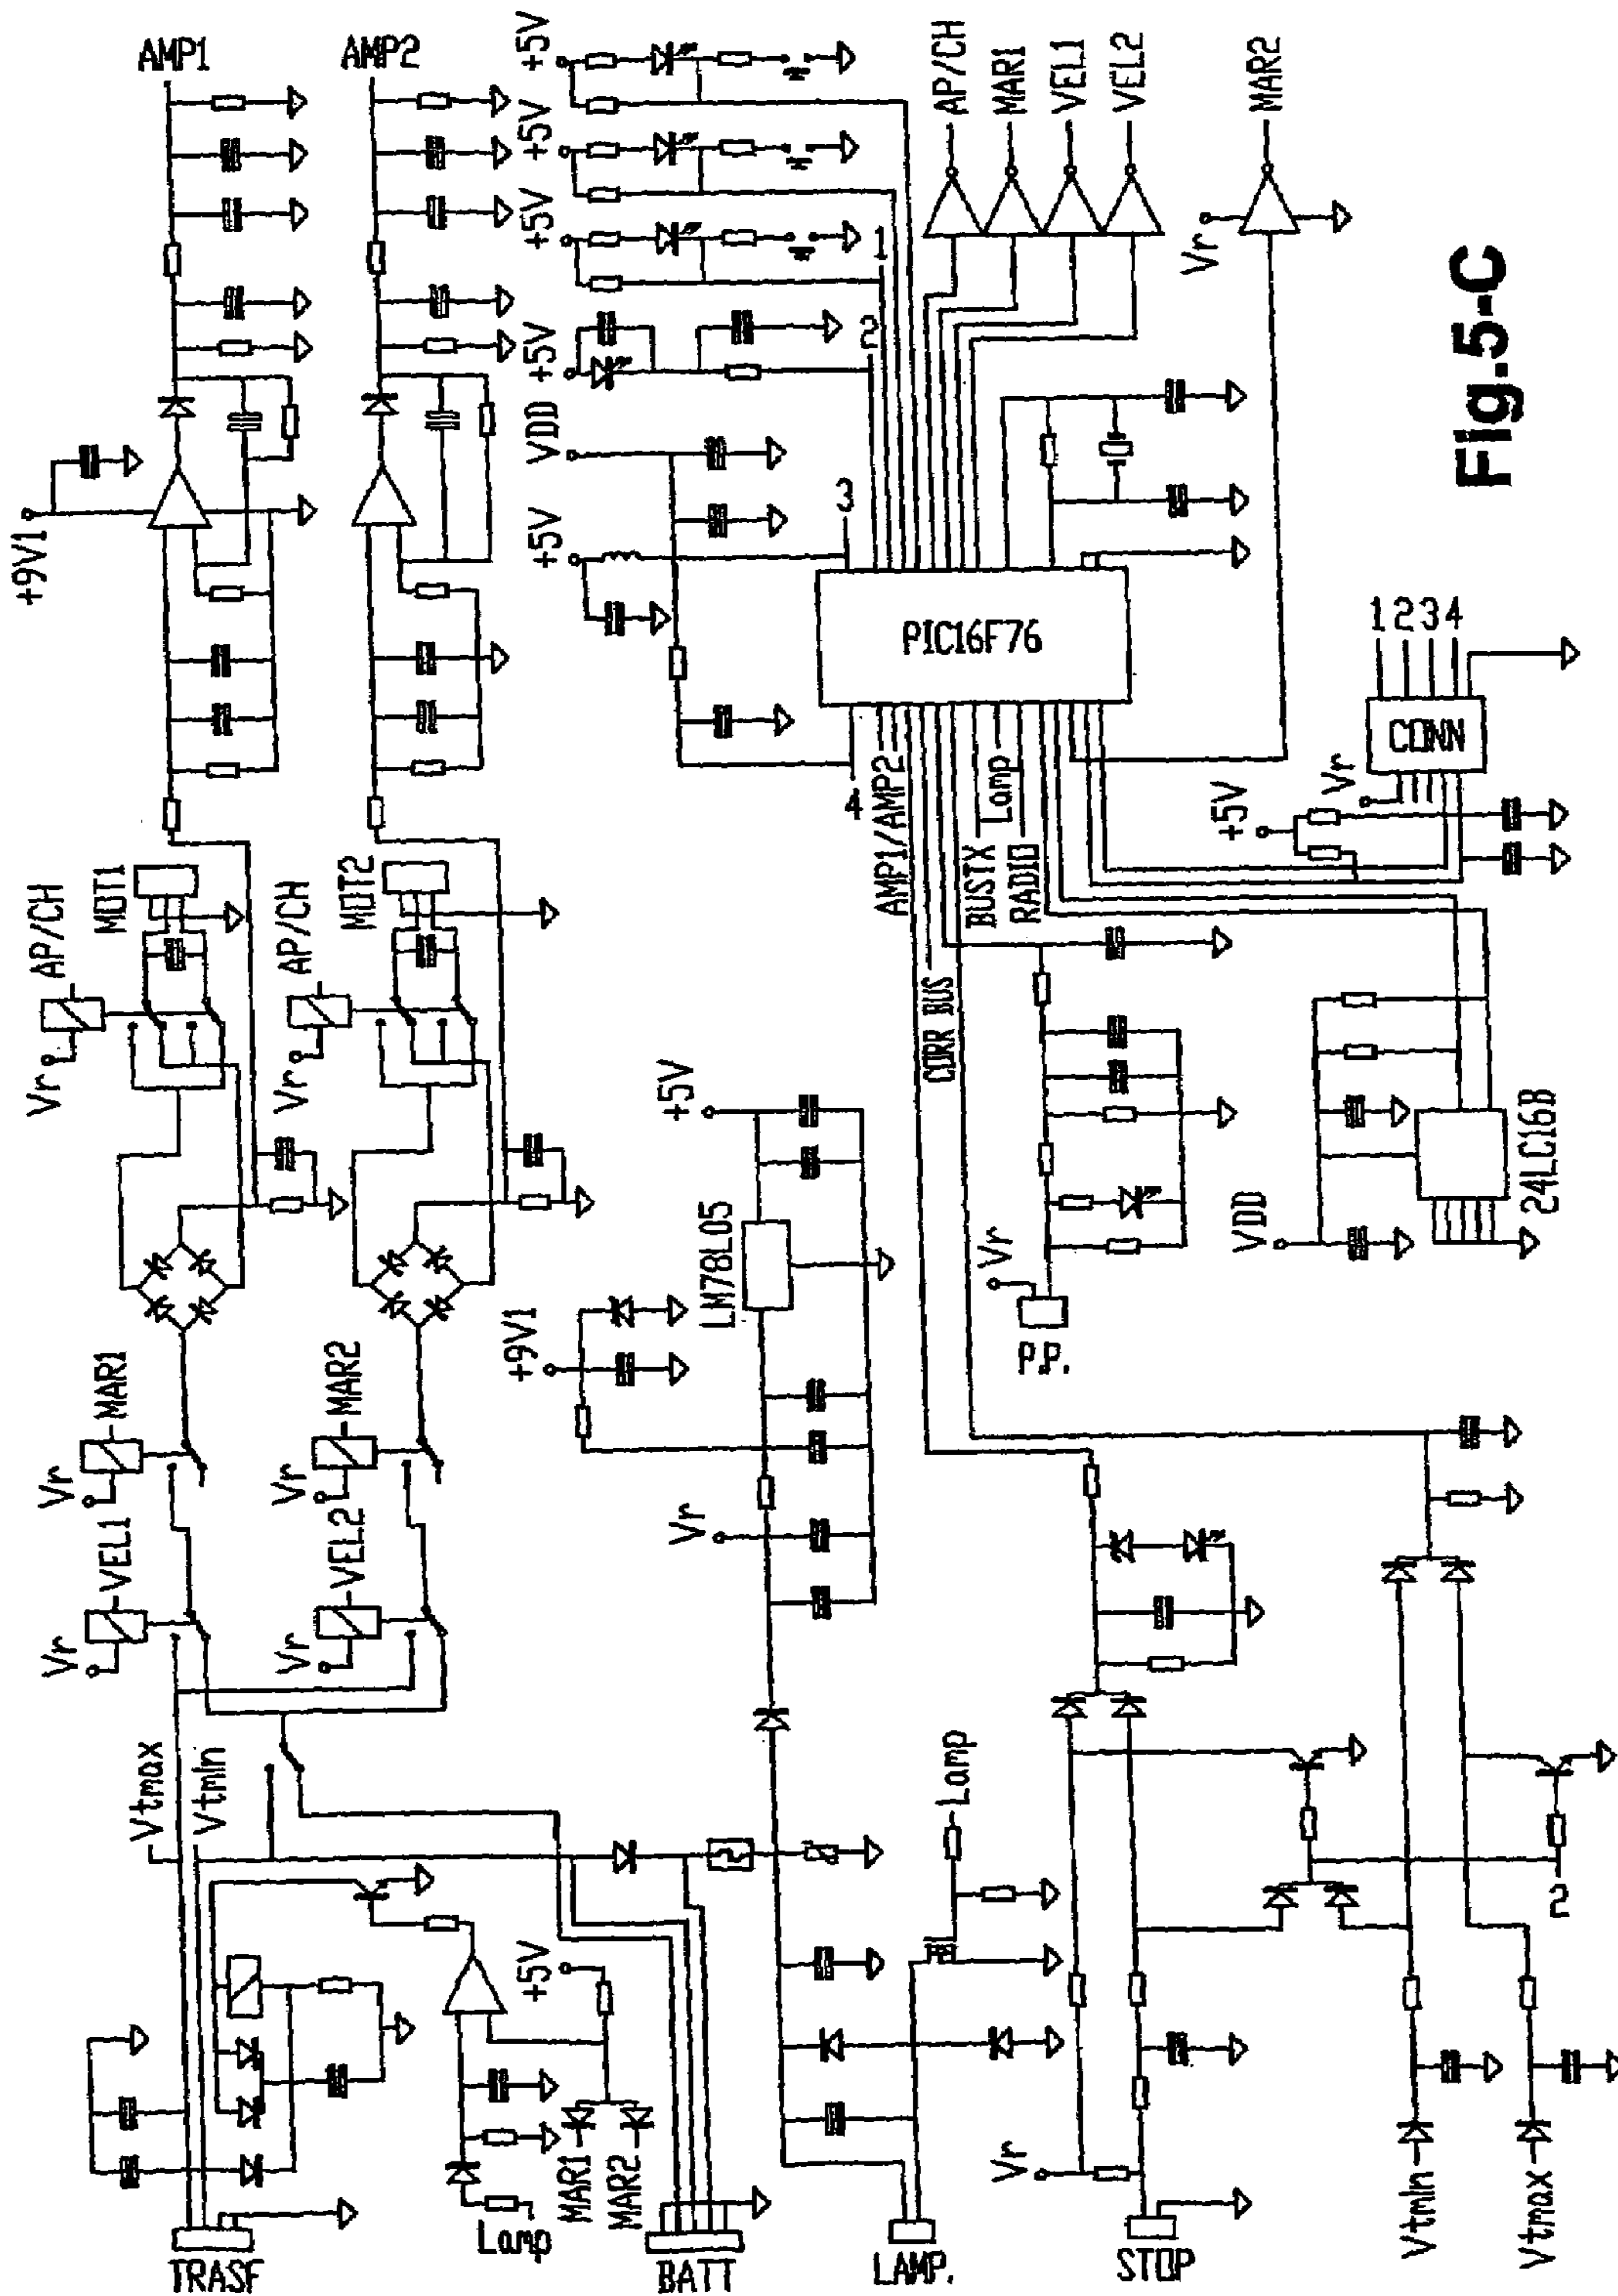 +9V1
AMP1
AMP2
Vr
AP/CH
MOT1
Vr
AP/CH
MOT2
Vr
VEL1
Vr
MAR1
Vr
VEL2
Vr
MAR2
Vtmax
Vtmin
TRASF
Lamp
MAR1
MAR2
+5V
BATT
+9V1
Vr
LM78L05
+5V
LAMP.
Lamp
Vr
STOP
Vtmin
Vtmax
2
+5V
VDD
+5V
+5V
+5V
+5V
1
2
3
4
PIC16F76
AMP1/AMP2
CORR BUS
BUSTX
Lamp
RADIO
AP/CH
MAR1
VEL1
VEL2
Vr
MAR2
Vr
P.P.
VDD
24LC16B
+5V
Vr
CONN
1234
Fig.5-C